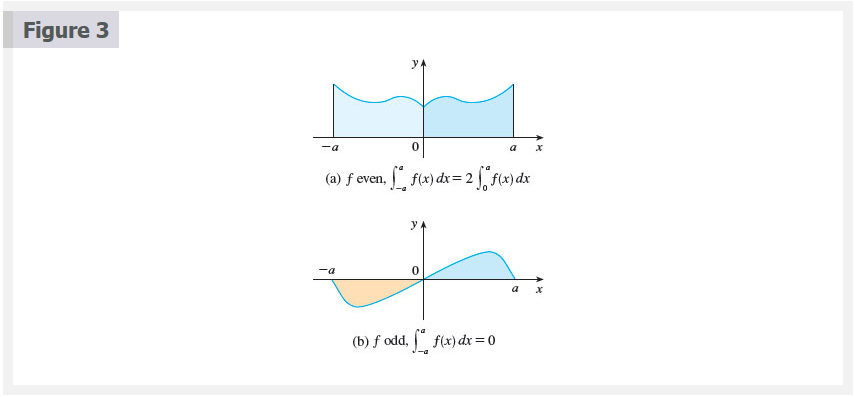 Figure 3
y
−a 0 a x
(a) f even, ∫_{−a}^{a} f(x) dx = 2 ∫_{0}^{a} f(x) dx
y
−a 0
a x
(b) f odd, ∫_{−a}^{a} f(x) dx = 0